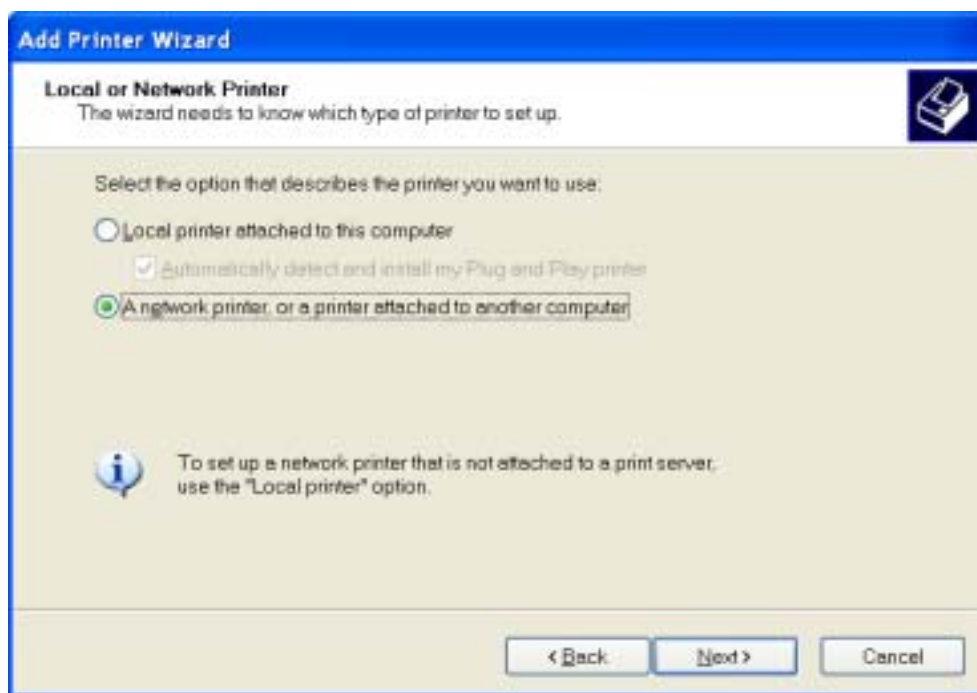 Add Printer Wizard
Local or Network Printer
The wizard needs to know which type of printer to set up.
Select the option that describes the printer you want to use:
Local printer attached to this computer
Automatically detect and install my Plug and Play printer
A network printer, or a printer attached to another computer
To set up a network printer that is not attached to a print server,
use the "Local printer" option.
< Back
Next >
Cancel